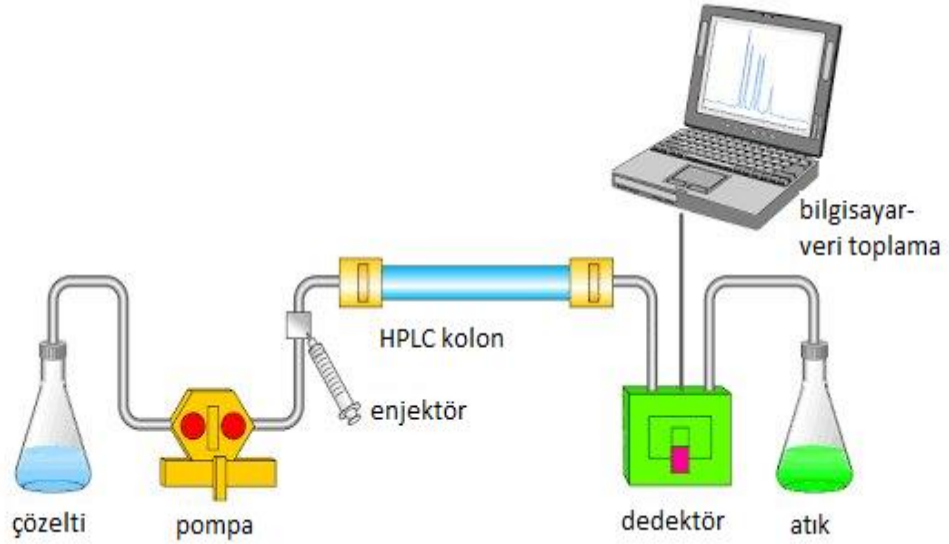 bilgisayar-
veri toplama
HPLC kolon
enjektör
çözelti
pompa
dedektör
atık